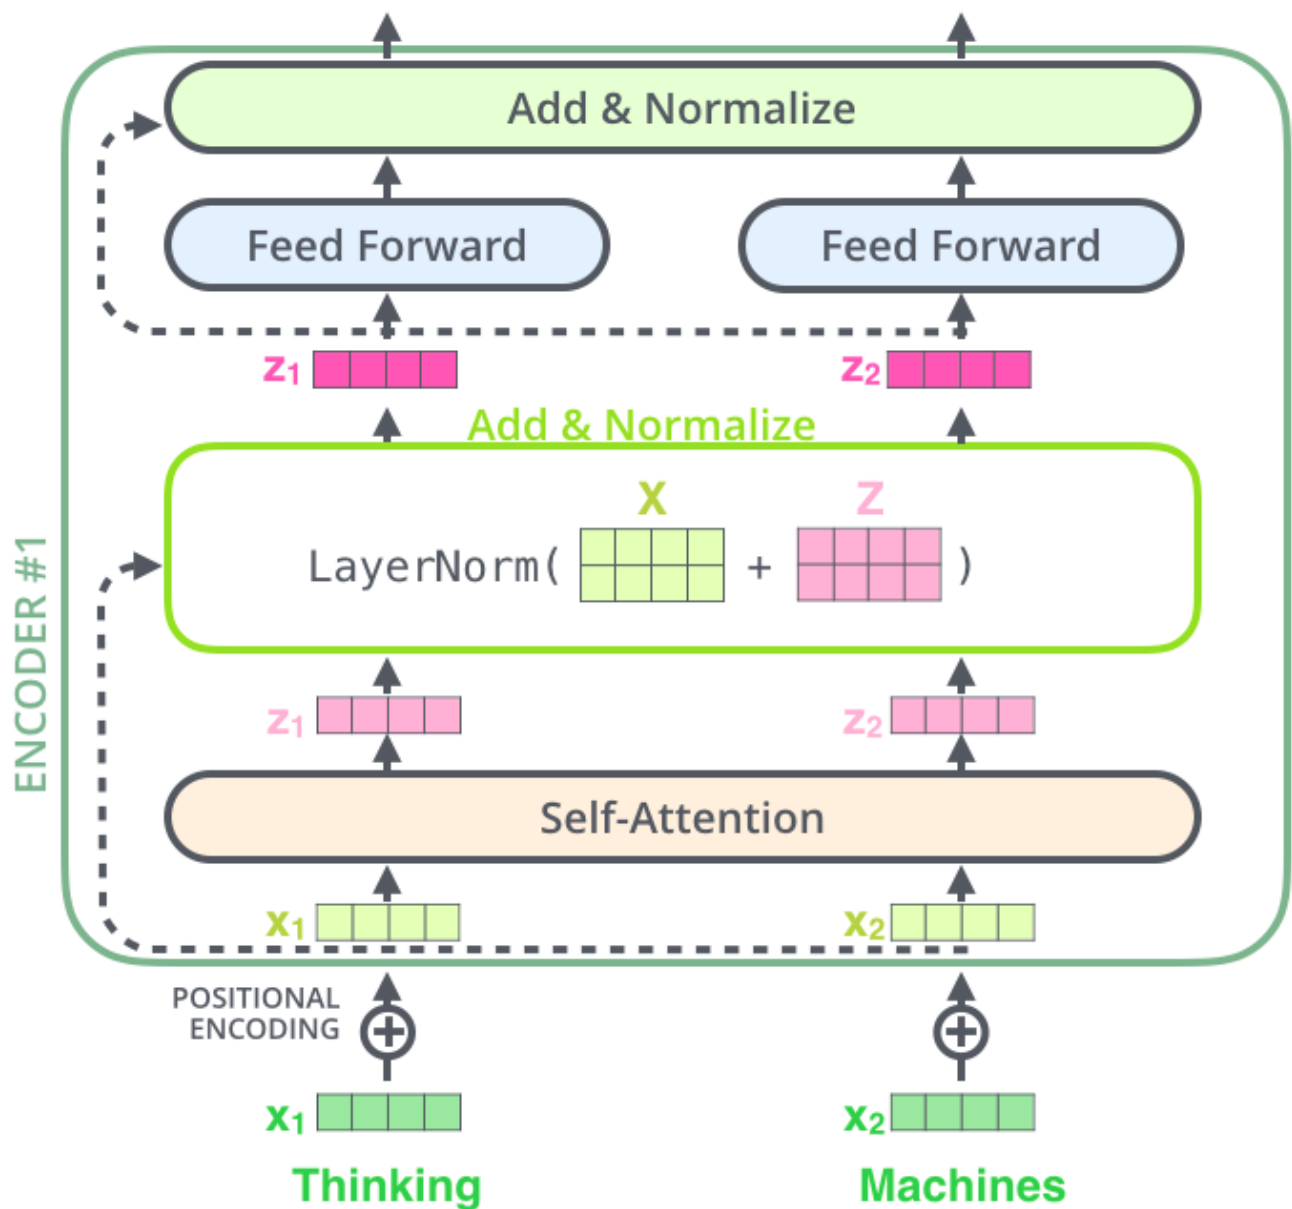 Add & Normalize
Feed Forward
Feed Forward
z1
z2
Add & Normalize
X
Z
LayerNorm(
+
)
ENCODER #1
z1
z2
Self-Attention
x1
x2
POSITIONAL
ENCODING
x1
x2
Thinking
Machines